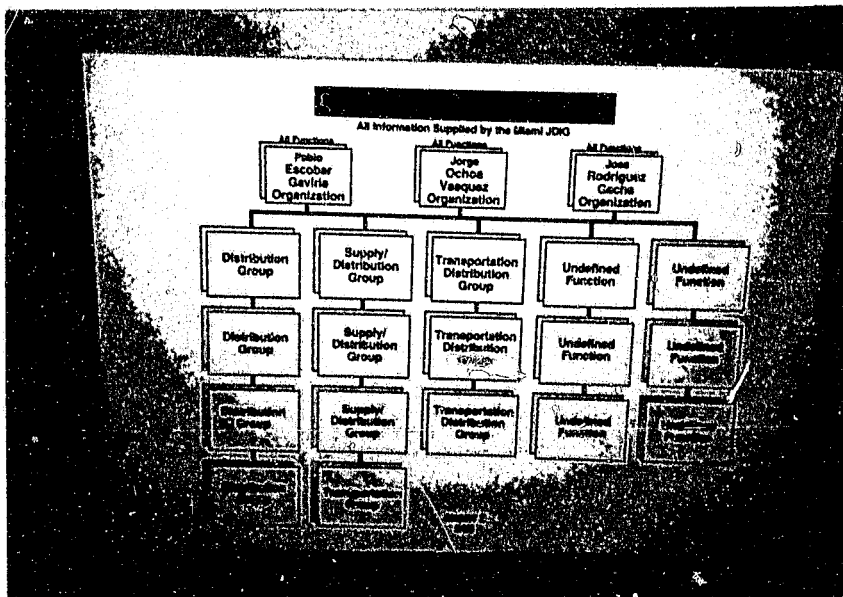 All Information Supplied by the Miami JDIG
All Functions
Pablo
Escobar
Gaviria
Organization
All Functions
Jorge
Ochoa
Vasquez
Organization
All Functions
Jose
Rodriguez
Gacha
Organization
Distribution
Group
Supply/
Distribution
Group
Transportation
Distribution
Group
Undefined
Function
Undefined
Function
Distribution
Group
Supply/
Distribution
Group
Transportation
Distribution
Undefined
Function
Undefined
Function
Distribution
Group
Supply/
Distribution
Group
Transportation
Distribution
Group
Undefined
Function